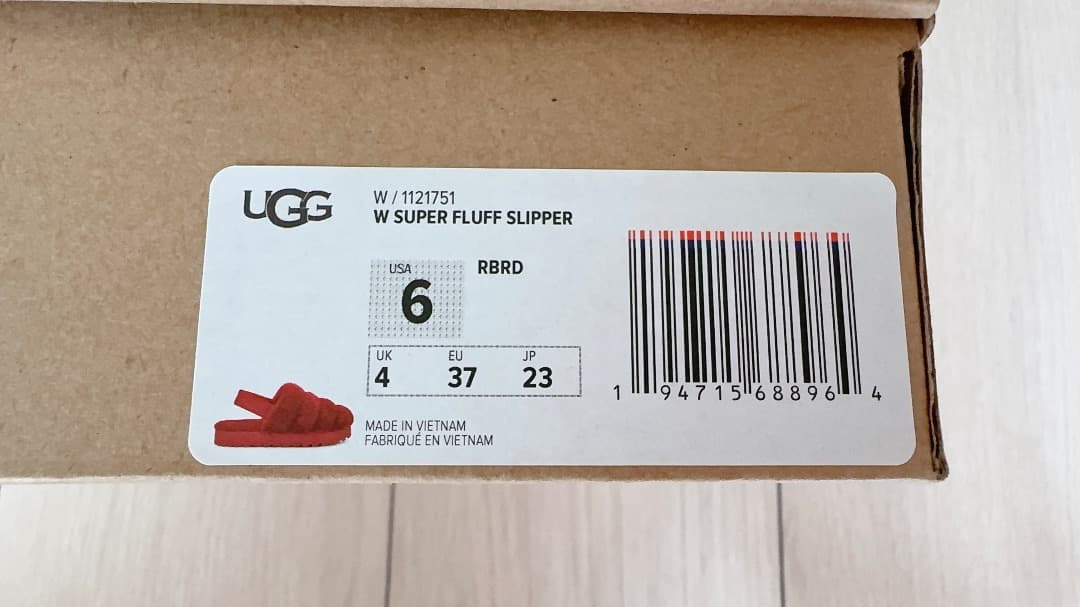 UGG
W / 1121751
W SUPER FLUFF SLIPPER
USA
6
RBRD
UK EU JP
4 37 23
MADE IN VIETNAM
FABRIQUÉ EN VIETNAM
1 94715 68896 4